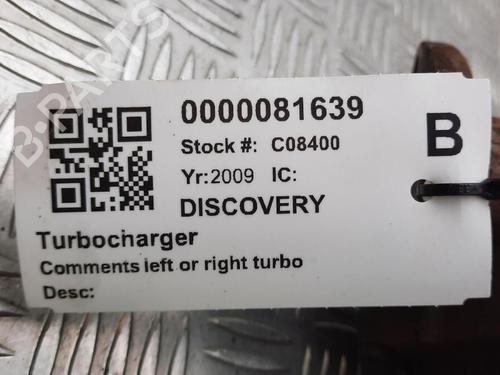 0000081639
B
Stock #: C08400
Yr:2009 IC:
DISCOVERY
Turbocharger
Comments left or right turbo
Desc:
B-PARTS